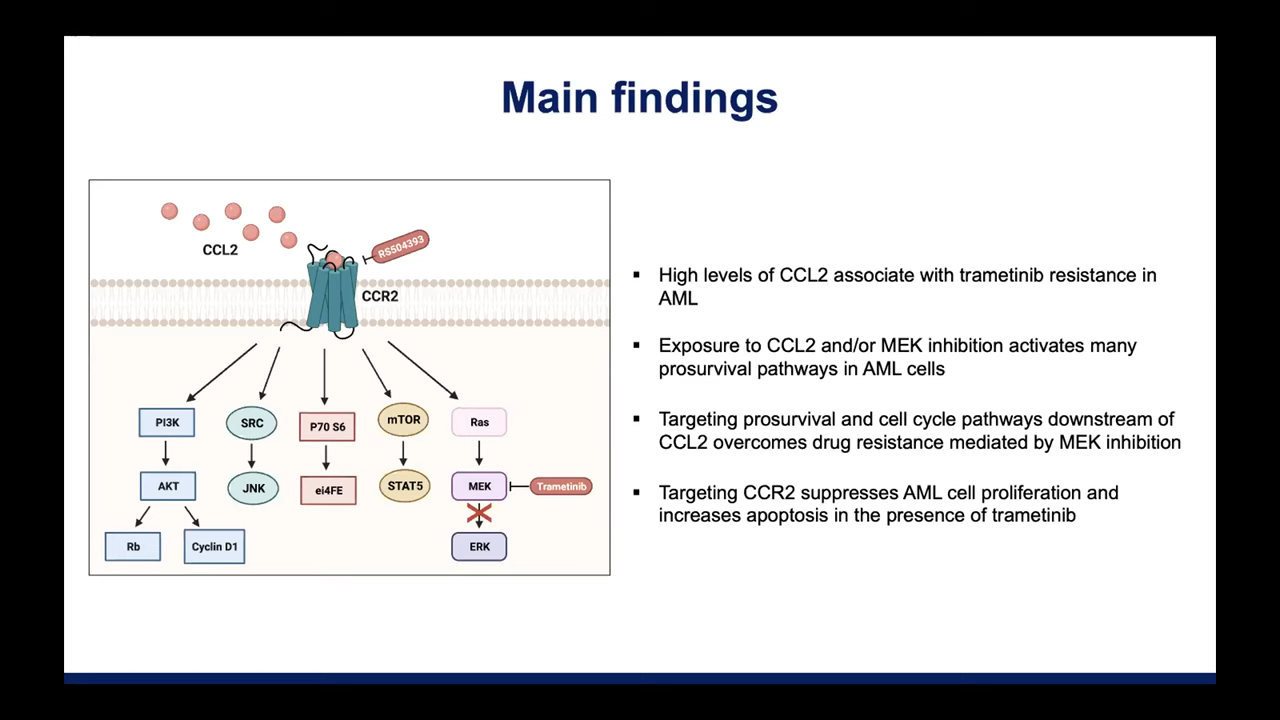 Main findings
CCL2
RS504393
CCR2
PI3K
SRC
P70 S6
mTOR
Ras
AKT
JNK
ei4FE
STAT5
MEK
Trametinib
Rb
Cyclin D1
ERK
▪ High levels of CCL2 associate with trametinib resistance in
AML
▪ Exposure to CCL2 and/or MEK inhibition activates many
prosurvival pathways in AML cells
▪ Targeting prosurvival and cell cycle pathways downstream of
CCL2 overcomes drug resistance mediated by MEK inhibition
▪ Targeting CCR2 suppresses AML cell proliferation and
increases apoptosis in the presence of trametinib